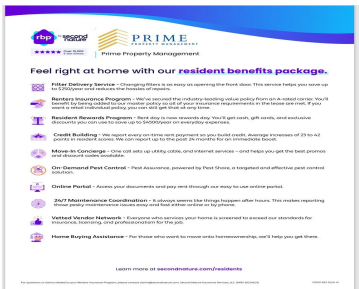 rbp
second nature
PRIME
PROPERTY MANAGEMENT
Prime Property Management
Feel right at home with our resident benefits package.
Filter Delivery Service - Changing filters is as easy as opening the front door. This service helps you save up
to $250/year and reduces the hassles of repairs.
Renters Insurance Program - We've secured the industry-leading value policy from an A-rated carrier. You'll
benefit by being added to our master policy so all of your insurance requirements in the lease are met. If you
want a retail individual policy you can still get that at any time.
Resident Rewards Program - Rent day is now rewards day. You'll get cash, gift cards, and exclusive
discounts you can use to save up to $4500/year on everyday expenses.
Credit Building - We report every on-time rent payment so you build credit. Average increases of 23 to 42
points in resident scores. We can report up to the past 24 months for an immediate boost.
Move-In Concierge - One call sets up utility, cable, and internet services - and helps you get the best promos
and discount codes available.
On-Demand Pest Control - Pest Assurance, powered by Pest Share, a targeted and effective pest control
solution.
Online Portal - Access your documents and pay rent through our easy to use online portal.
24/7 Maintenance Coordination - It always seems like things happen after hours. This makes reporting
those pesky maintenance issues easy and fast either online or by phone.
Vetted Vendor Network - Everyone who services your home is screened to exceed our standards for
insurance, licensing, and professionalism for the job.
Home Buying Assistance - For those who want to move onto homeownership, we'll help you get there.
Learn more at secondnature.com/residents